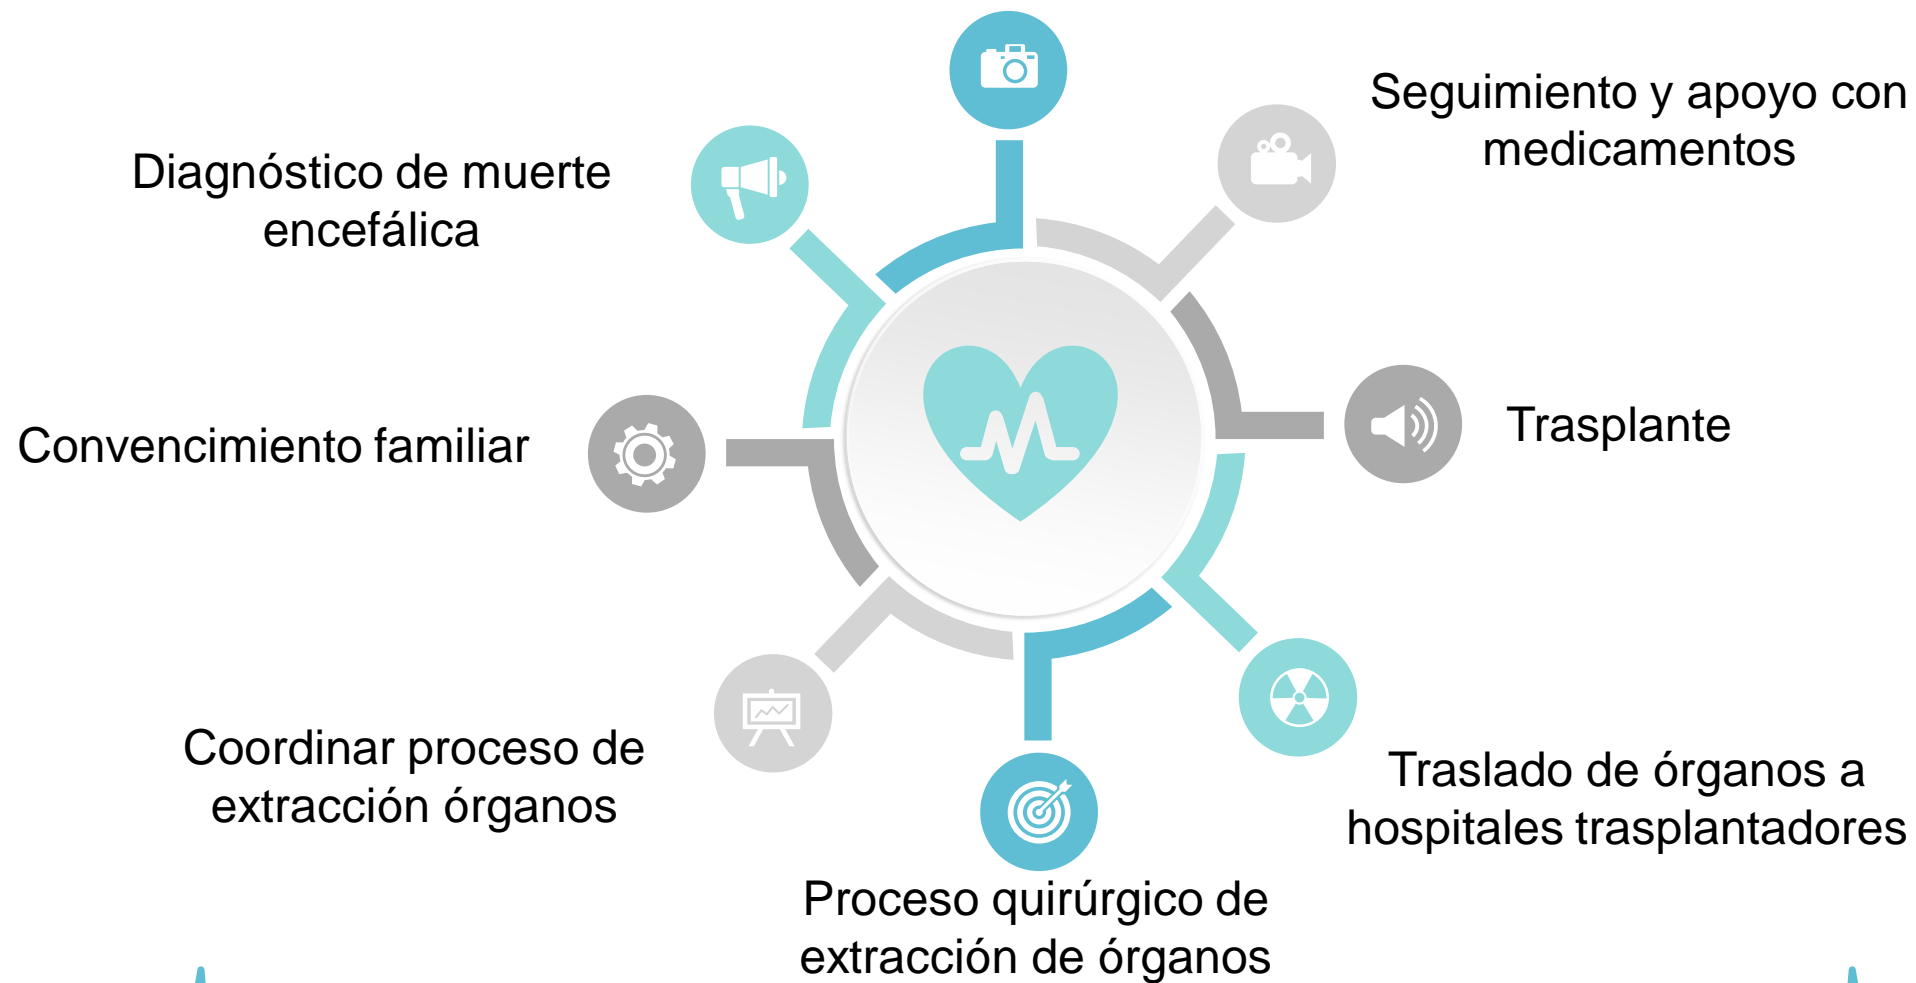 Seguimiento y apoyo con
medicamentos
Diagnóstico de muerte
encefálica
Convencimiento familiar
Trasplante
Coordinar proceso de
extracción órganos
Traslado de órganos a
hospitales trasplantadores
Proceso quirúrgico de
extracción de órganos